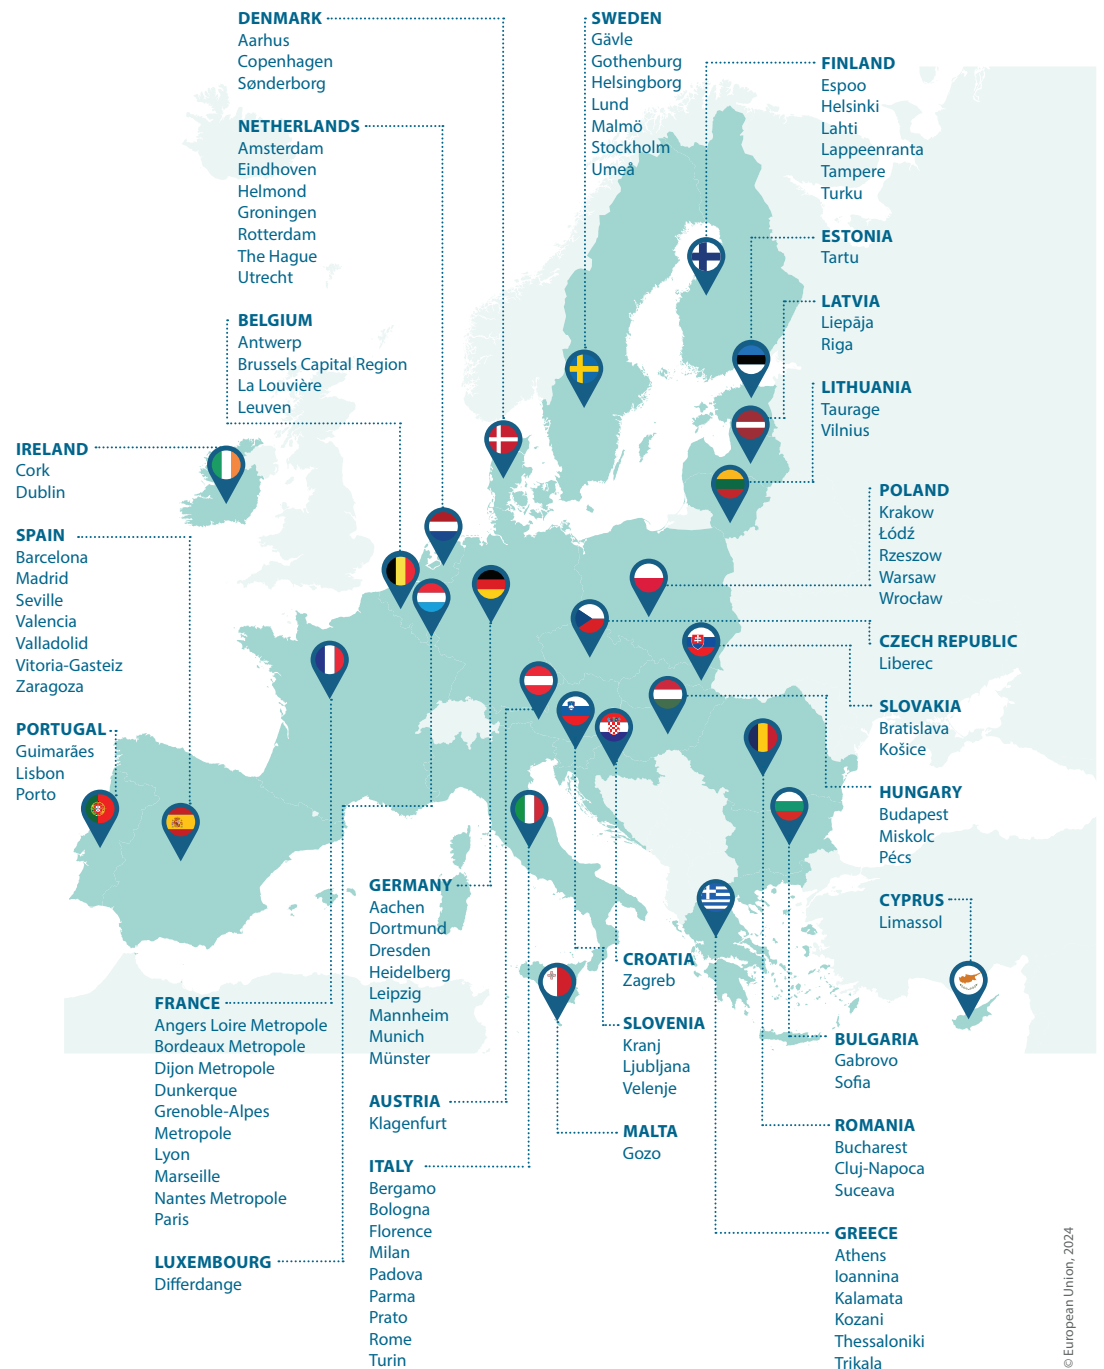 DENMARK
Aarhus
Copenhagen
Sønderborg
SWEDEN
Gävle
Gothenburg
Helsingborg
Lund
Malmö
Stockholm
Umeå
FINLAND
Espoo
Helsinki
Lahti
Lappeenranta
Tampere
Turku
NETHERLANDS
Amsterdam
Eindhoven
Helmond
Groningen
Rotterdam
The Hague
Utrecht
ESTONIA
Tartu
LATVIA
Liepāja
Riga
BELGIUM
Antwerp
Brussels Capital Region
La Louvière
Leuven
LITHUANIA
Taurage
Vilnius
IRELAND
Cork
Dublin
POLAND
Krakow
Łódź
Rzeszow
Warsaw
Wrocław
SPAIN
Barcelona
Madrid
Seville
Valencia
Valladolid
Vitoria-Gasteiz
Zaragoza
CZECH REPUBLIC
Liberec
SLOVAKIA
Bratislava
Košice
PORTUGAL
Guimarães
Lisbon
Porto
HUNGARY
Budapest
Miskolc
Pécs
GERMANY
Aachen
Dortmund
Dresden
Heidelberg
Leipzig
Mannheim
Munich
Münster
CYPRUS
Limassol
CROATIA
Zagreb
FRANCE
Angers Loire Metropole
Bordeaux Metropole
Dijon Metropole
Dunkerque
Grenoble-Alpes
Metropole
Lyon
Marseille
Nantes Metropole
Paris
SLOVENIA
Kranj
Ljubljana
Velenje
BULGARIA
Gabrovo
Sofia
AUSTRIA
Klagenfurt
MALTA
Gozo
ROMANIA
Bucharest
Cluj-Napoca
Suceava
ITALY
Bergamo
Bologna
Florence
Milan
Padova
Parma
Prato
Rome
Turin
LUXEMBOURG
Differdange
GREECE
Athens
Ioannina
Kalamata
Kozani
Thessaloniki
Trikala
© European Union, 2024